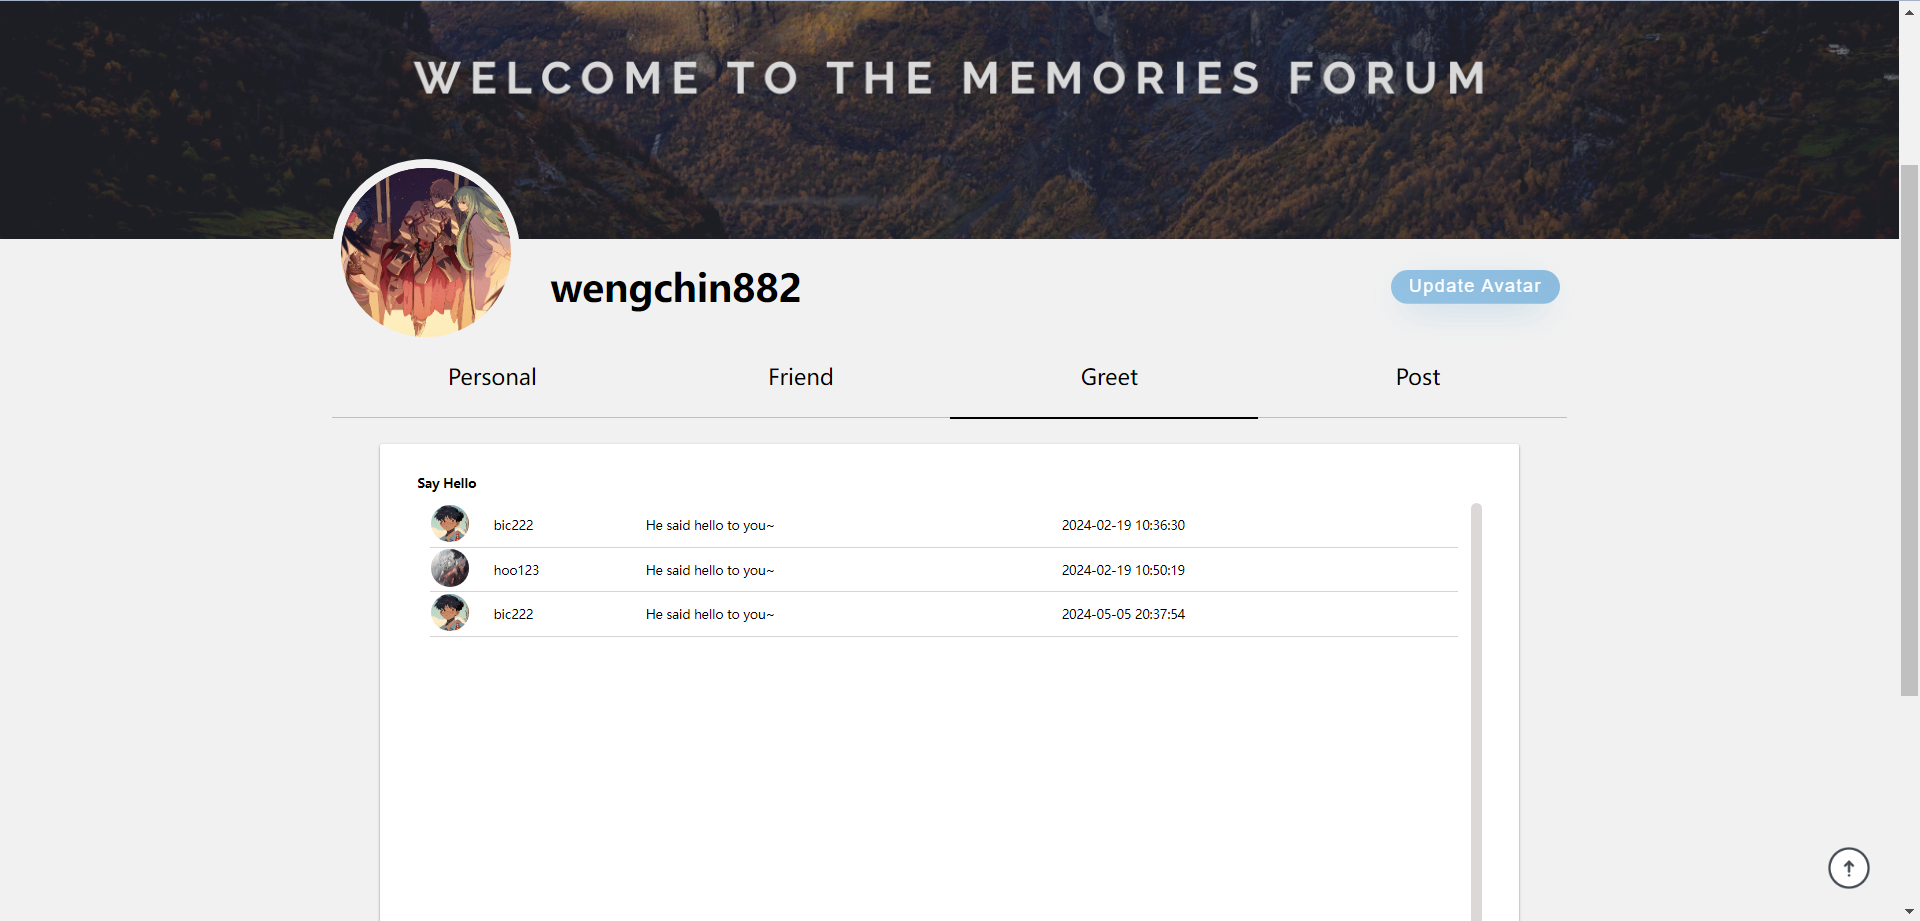 WELCOME TO THE MEMORIES FORUM
wengchin882
Update Avatar
Personal Friend Greet Post
Say Hello
bic222 He said hello to you~ 2024-02-19 10:36:30
hoo123 He said hello to you~ 2024-02-19 10:50:19
bic222 He said hello to you~ 2024-05-05 20:37:54